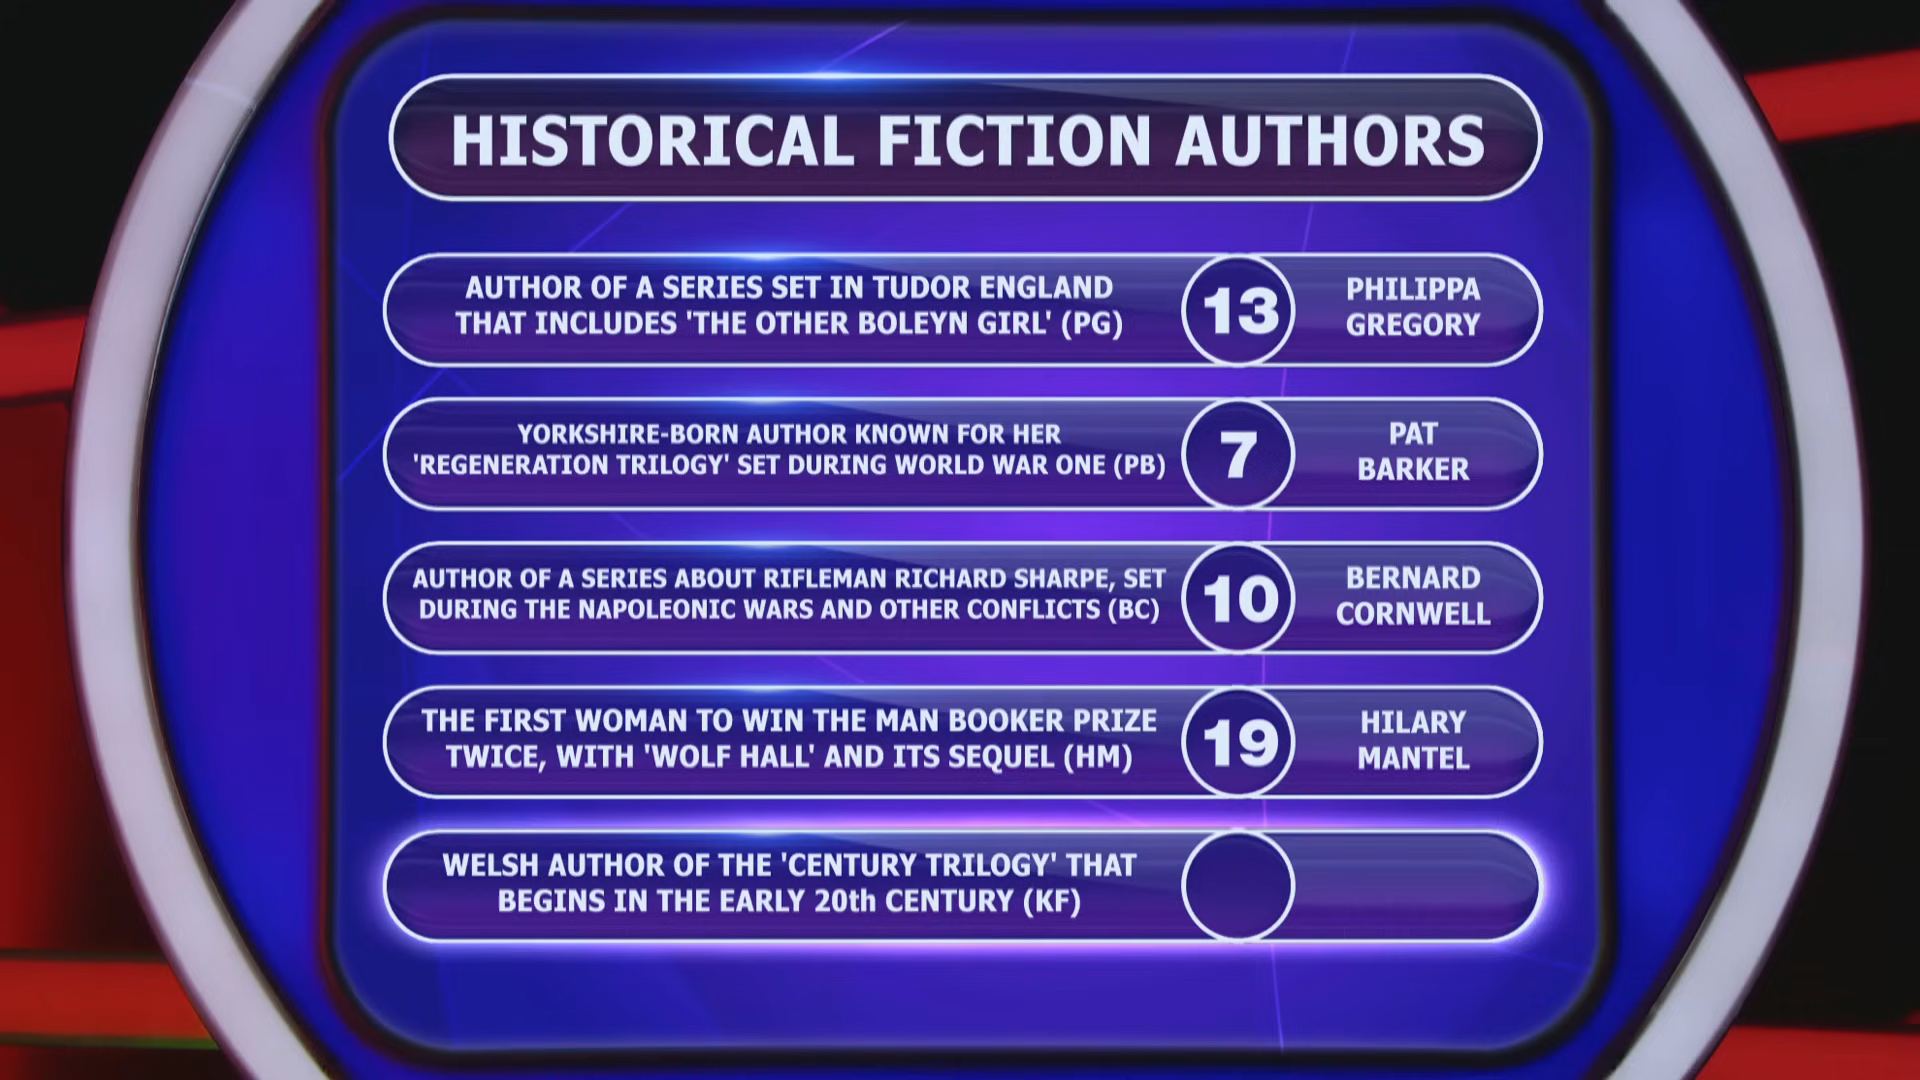 HISTORICAL FICTION AUTHORS
AUTHOR OF A SERIES SET IN TUDOR ENGLAND
THAT INCLUDES 'THE OTHER BOLEYN GIRL' (PG)
13
PHILIPPA
GREGORY
YORKSHIRE-BORN AUTHOR KNOWN FOR HER
'REGENERATION TRILOGY' SET DURING WORLD WAR ONE (PB)
7
PAT
BARKER
AUTHOR OF A SERIES ABOUT RIFLEMAN RICHARD SHARPE, SET
DURING THE NAPOLEONIC WARS AND OTHER CONFLICTS (BC)
10
BERNARD
CORNWELL
THE FIRST WOMAN TO WIN THE MAN BOOKER PRIZE
TWICE, WITH 'WOLF HALL' AND ITS SEQUEL (HM)
19
HILARY
MANTEL
WELSH AUTHOR OF THE 'CENTURY TRILOGY' THAT
BEGINS IN THE EARLY 20th CENTURY (KF)